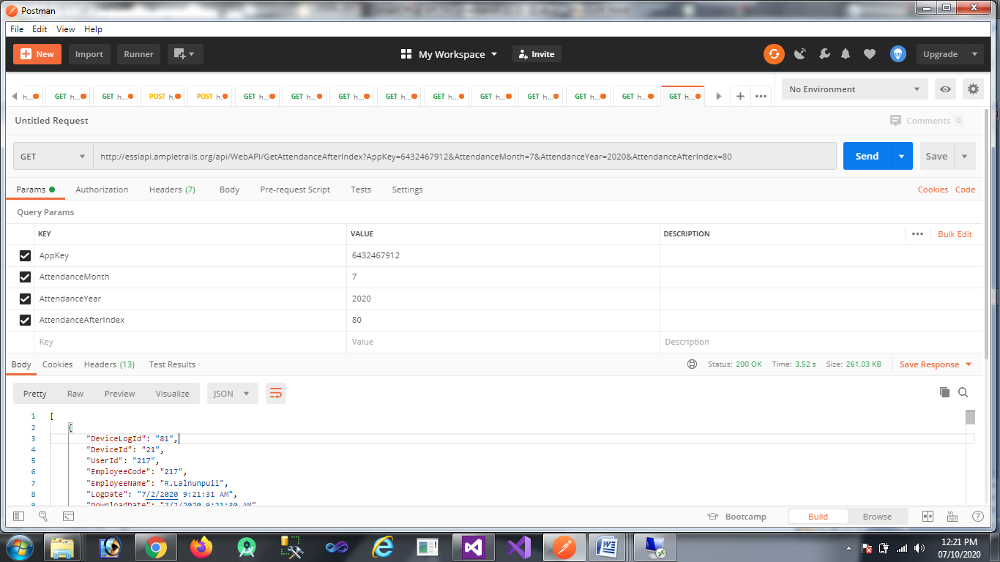 Postman
File Edit View Help
New Import Runner My Workspace Invite Upgrade
h... GET h... GET h... POST h. POST h. GET h... GET h... GET h... GET h... GET h... GET h... GET h... GET h... GET h... GET h... No Environment
Untitled Request Comments 0
GET http://esslapi.ampletrails.org/api/WebAPI/GetAttendanceAfterIndex?AppKey=6432467912&AttendanceMonth=7&AttendanceYear=2020&AttendanceAfterIndex=80 Send Save
Params Authorization Headers (7) Body Pre-request Script Tests Settings Cookies Code
Query Params
KEY VALUE DESCRIPTION Bulk Edit
AppKey 6432467912
AttendanceMonth 7
AttendanceYear 2020
AttendanceAfterIndex 80
Key Value Description
Body Cookies Headers (13) Test Results Status: 200 OK Time: 3.52 s Size: 261.03 KB Save Response
Pretty Raw Preview Visualize JSON
1 [
2 {
3 "DeviceLogId": "81",
4 "DeviceId": "21",
5 "UserId": "217",
6 "EmployeeCode": "217",
7 "EmployeeName": "R.Lalnunpuii",
8 "LogDate": "7/2/2020 9:21:31 AM",
9 "DownloadDate": "7/2/2020 9:21:30 AM"
Bootcamp Build Browse
12:21 PM
07/10/2020